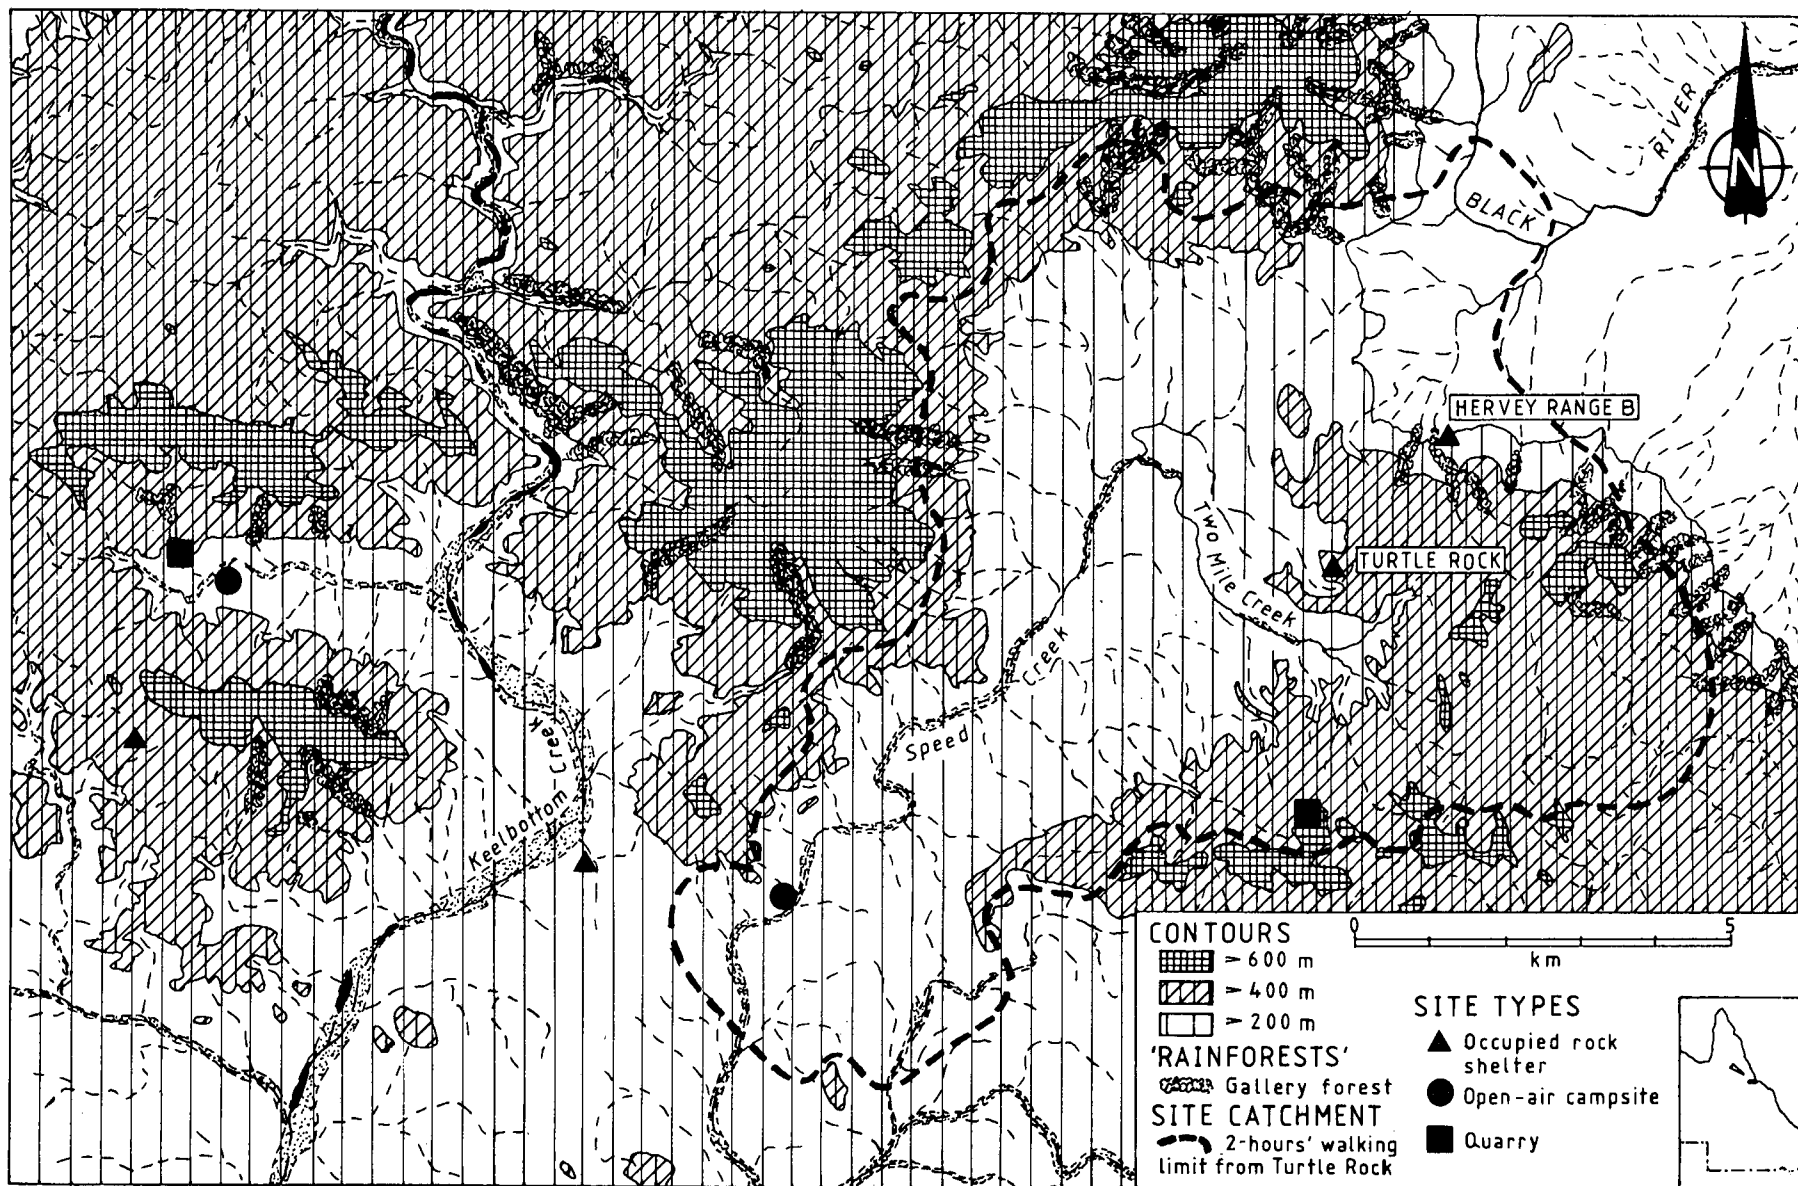 RIVER
N
BLACK
HERVEY RANGE B
TURTLE ROCK
Two Mile Creek
Speed Creek
Keelbottom Creek
CONTOURS
> 600 m
> 400 m
> 200 m
'RAINFORESTS'
Gallery forest
SITE CATCHMENT
2-hours' walking
limit from Turtle Rock
0 5
km
SITE TYPES
Occupied rock
shelter
Open-air campsite
Quarry